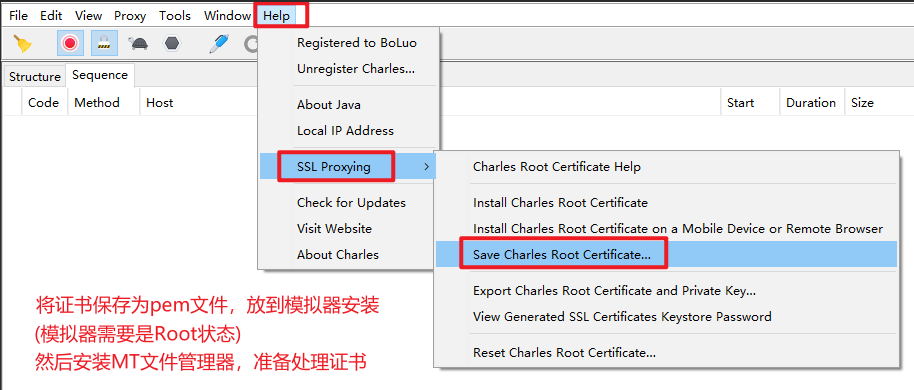 File Edit View Proxy Tools Window Help
Registered to BoLuo
Unregister Charles...
Structure Sequence
Code Method Host Start Duration Size
About Java
Local IP Address
SSL Proxying
Check for Updates
Visit Website
About Charles
Charles Root Certificate Help
Install Charles Root Certificate
Install Charles Root Certificate on a Mobile Device or Remote Browser
Save Charles Root Certificate...
Export Charles Root Certificate and Private Key...
View Generated SSL Certificates Keystore Password
Reset Charles Root Certificate...
将证书保存为pem文件，放到模拟器安装
(模拟器需要是Root状态)
然后安装MT文件管理器，准备处理证书